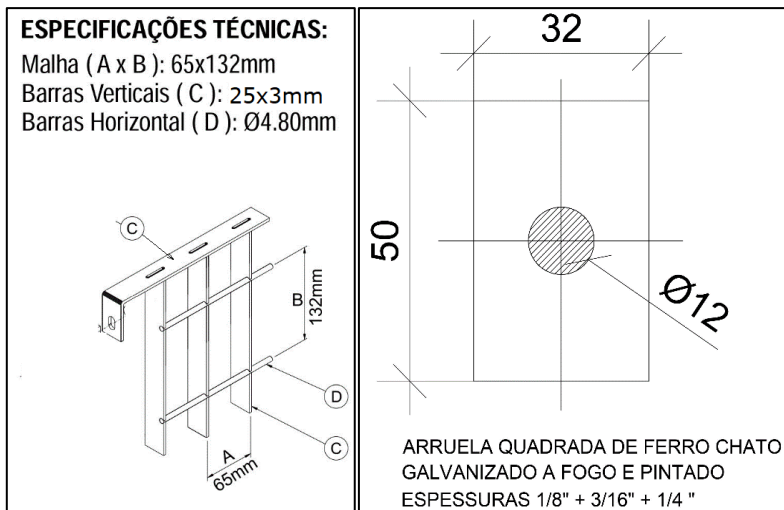 ESPECIFICAÇÕES TÉCNICAS:
Malha ( A x B ): 65x132mm
Barras Verticais ( C ): 25x3mm
Barras Horizontal ( D ): Ø4.80mm
C
B
132mm
D
C
A
65mm
32
50
Ø12
ARRUELA QUADRADA DE FERRO CHATO
GALVANIZADO A FOGO E PINTADO
ESPESSURAS 1/8" + 3/16" + 1/4 "